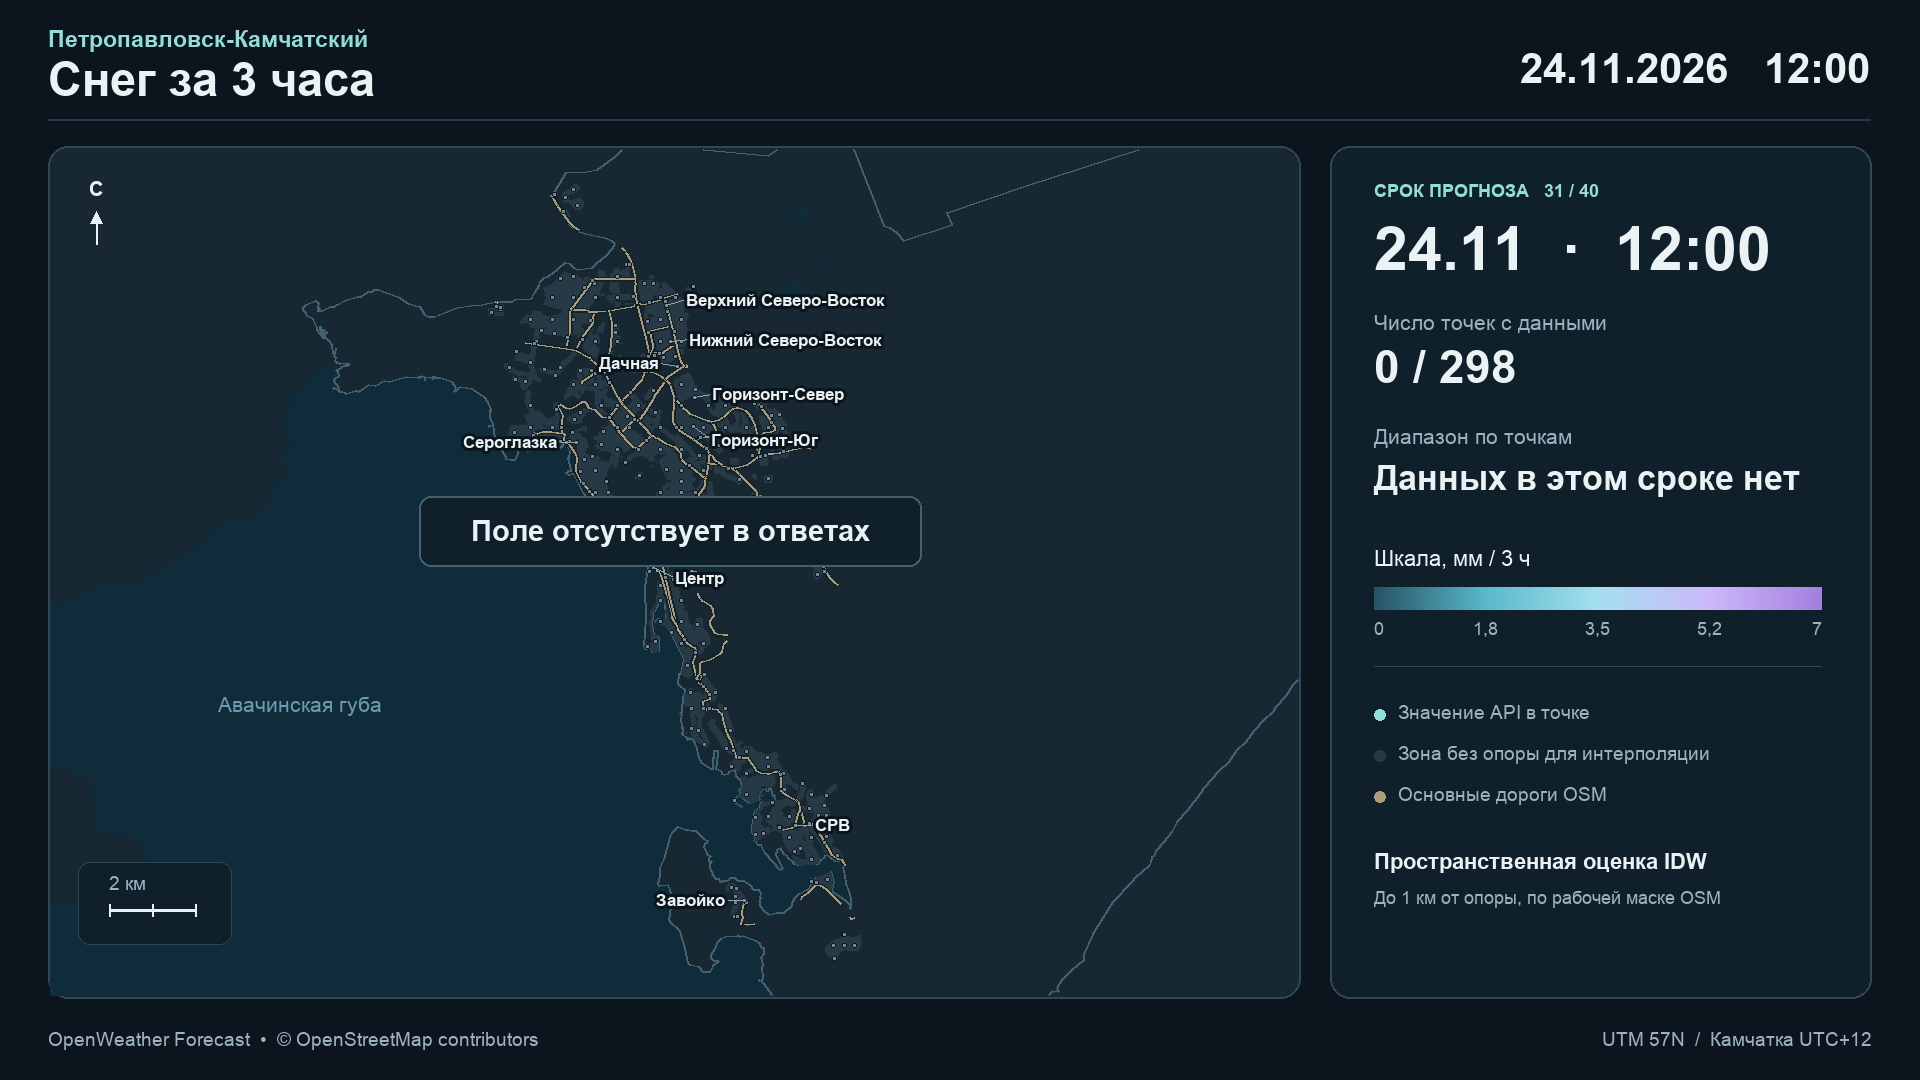 Петропавловск-Камчатский
Снег за 3 часа
24.11.2026 12:00
С
Верхний Северо-Восток
Нижний Северо-Восток
Дачная
Горизонт-Север
Сероглазка
Горизонт-Юг
Поле отсутствует в ответах
Центр
Авачинская губа
СРВ
2 км
Завойко
СРОК ПРОГНОЗА 31 / 40
24.11 · 12:00
Число точек с данными
0 / 298
Диапазон по точкам
Данных в этом сроке нет
Шкала, мм / 3 ч
0 1,8 3,5 5,2 7
Значение API в точке
Зона без опоры для интерполяции
Основные дороги OSM
Пространственная оценка IDW
До 1 км от опоры, по рабочей маске OSM
OpenWeather Forecast • © OpenStreetMap contributors
UTM 57N / Камчатка UTC+12